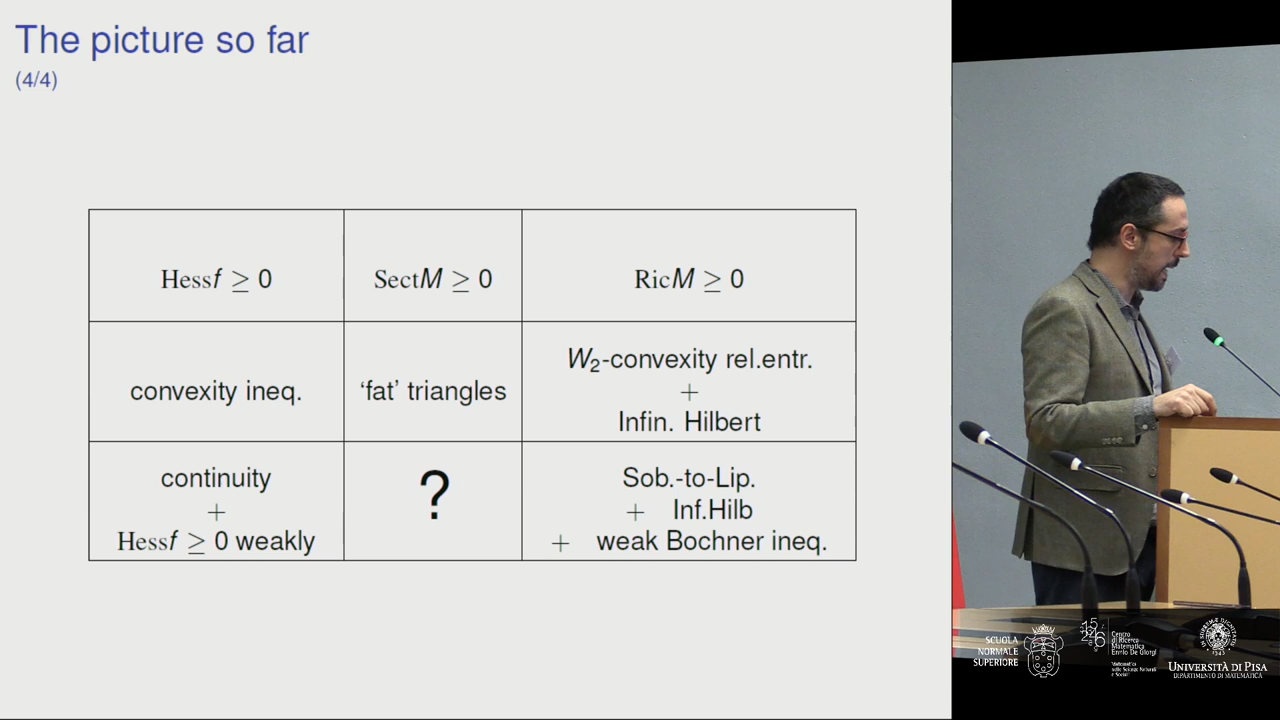 The picture so far
(4/4)
Hessf ≥ 0
SectM ≥ 0
RicM ≥ 0
convexity ineq.
‘fat’ triangles
W₂-convexity rel.entr.
+
Infin. Hilbert
continuity
+
Hessf ≥ 0 weakly
?
Sob.-to-Lip.
+ Inf.Hilb
+ weak Bochner ineq.
SCUOLA
NORMALE
SUPERIORE
Centro
di Ricerca
Matematica
Ennio De Giorgi
UNIVERSITÀ DI PISA
DIPARTIMENTO DI MATEMATICA